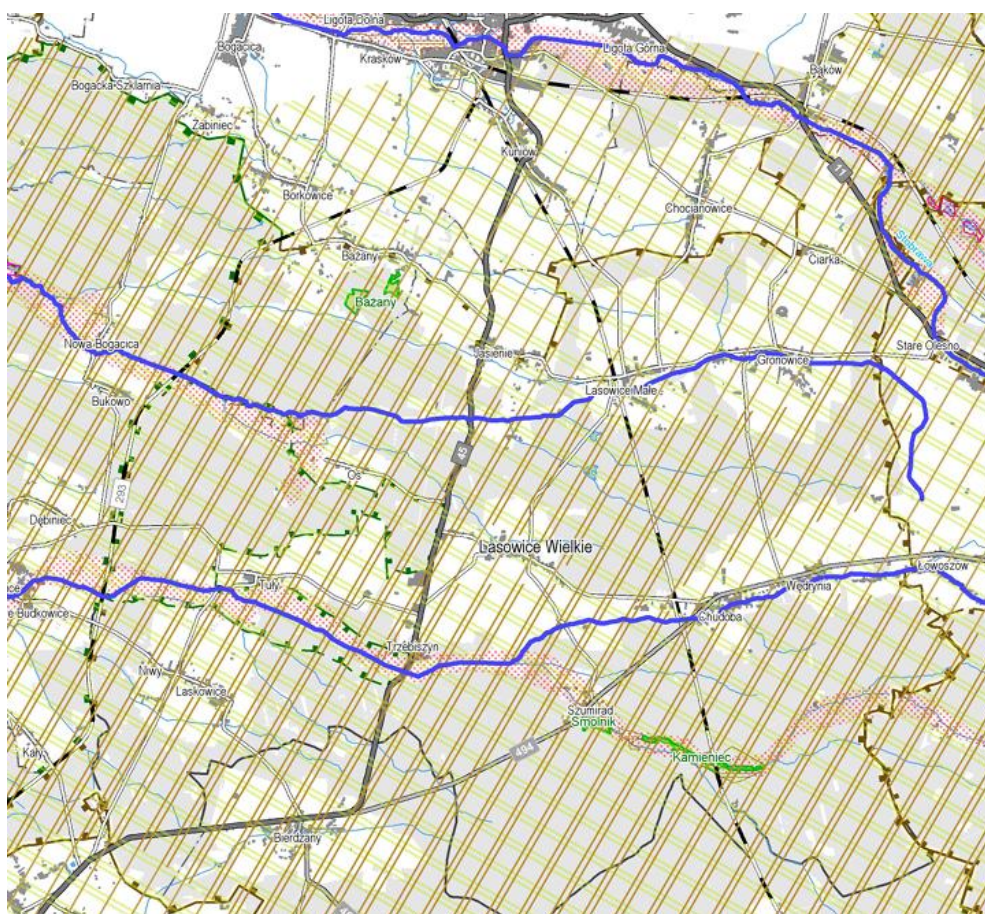 Ligota Dolna
Bogacica
Kraskow
Ligota Górna
Bąków
Bogacka Szklarnia
Żabiniec
Kuniów
11
Borkowice
Chocianowice
Stobrawa
Bażany
Ciarka
Bażany
Nowa Bogacica
Jasienie
Gronowice
Stare Olesno
Bukowo
Lasowice Małe
45
Oś
293
Dębiniec
Lasowice Wielkie
Łowoszów
Tuły
Wędrynia
re Budkowice
Chudoba
Trzebiszyn
Niwy
Laskowice
Szumirad
Smolnik
Kały
494
Kamieniec
Bierdzany